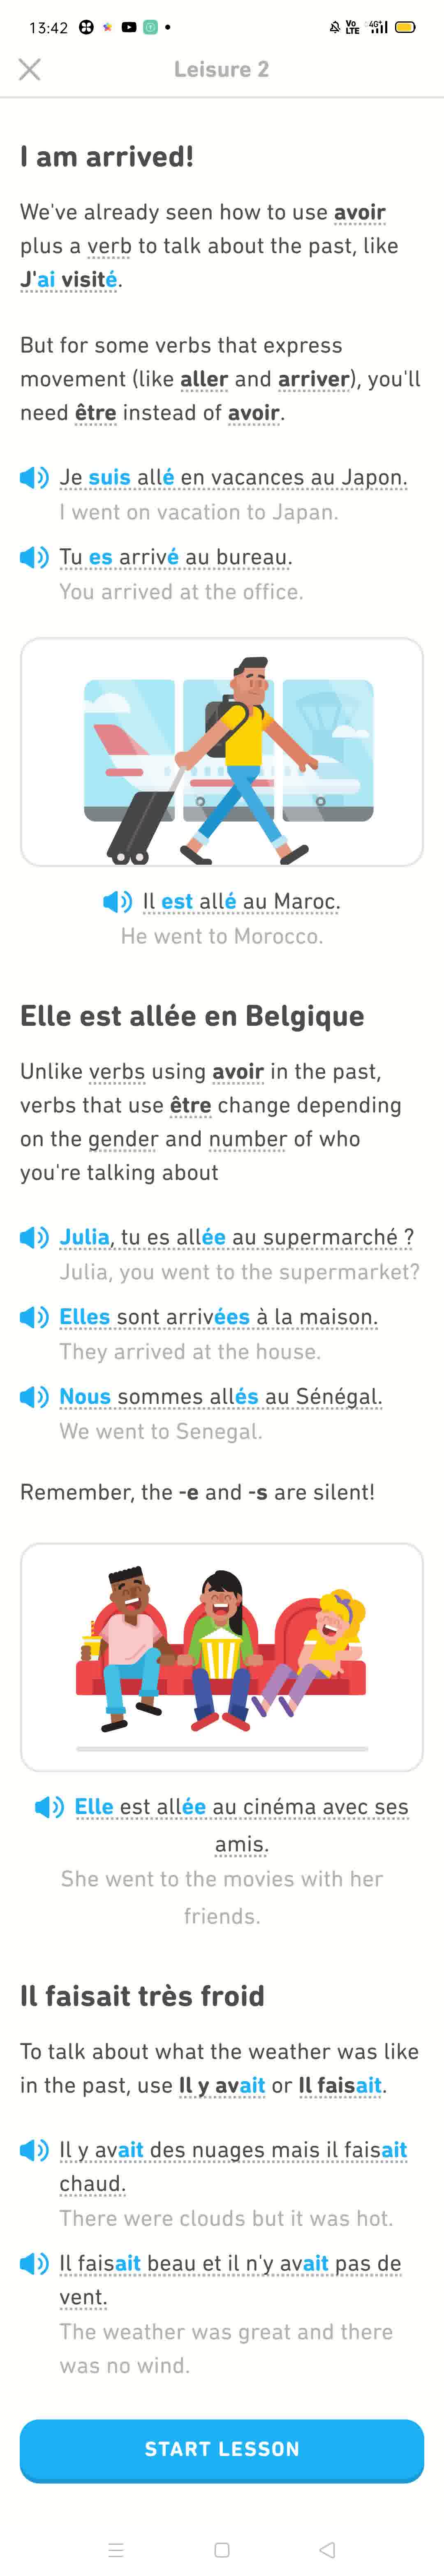 13:42
Vo LTE 4G+
Leisure 2
I am arrived!
We've already seen how to use avoir
plus a verb to talk about the past, like
J'ai visité.
But for some verbs that express
movement (like aller and arriver), you'll
need être instead of avoir.
Je suis allé en vacances au Japon.
I went on vacation to Japan.
Tu es arrivé au bureau.
You arrived at the office.
Il est allé au Maroc.
He went to Morocco.
Elle est allée en Belgique
Unlike verbs using avoir in the past,
verbs that use être change depending
on the gender and number of who
you're talking about
Julia, tu es allée au supermarché ?
Julia, you went to the supermarket?
Elles sont arrivées à la maison.
They arrived at the house.
Nous sommes allés au Sénégal.
We went to Senegal.
Remember, the -e and -s are silent!
Elle est allée au cinéma avec ses
amis.
She went to the movies with her
friends.
Il faisait très froid
To talk about what the weather was like
in the past, use Il y avait or Il faisait.
Il y avait des nuages mais il faisait
chaud.
There were clouds but it was hot.
Il faisait beau et il n'y avait pas de
vent.
The weather was great and there
was no wind.
START LESSON